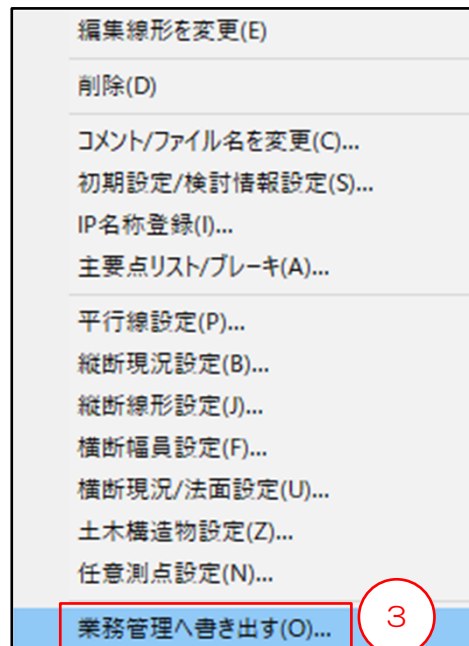 編集線形を変更(E)
削除(D)
コメント/ファイル名を変更(C)...
初期設定/検討情報設定(S)...
IP名称登録(I)...
主要点リスト/ブレーキ(A)...
平行線設定(P)...
縦断現況設定(B)...
縦断線形設定(J)...
横断幅員設定(F)...
横断現況/法面設定(U)...
土木構造物設定(Z)...
任意測点設定(N)...
業務管理へ書き出す(O)...
3